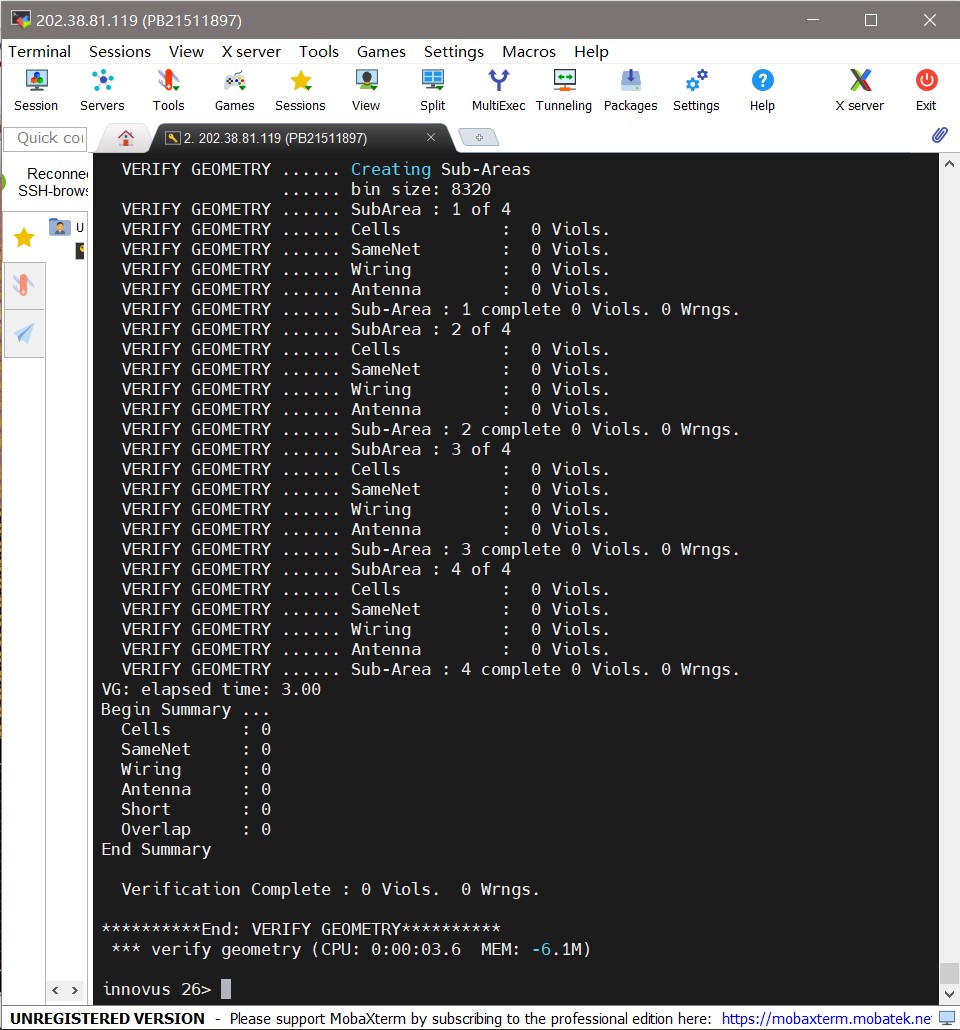 202.38.81.119 (PB21511897)
Terminal Sessions View X server Tools Games Settings Macros Help
Session Servers Tools Games Sessions View Split MultiExec Tunneling Packages Settings Help X server Exit
2. 202.38.81.119 (PB21511897)
SSH-brows
VERIFY GEOMETRY ...... Creating Sub-Areas
...... bin size: 8320
VERIFY GEOMETRY ...... SubArea : 1 of 4
VERIFY GEOMETRY ...... Cells : 0 Viols.
VERIFY GEOMETRY ...... SameNet : 0 Viols.
VERIFY GEOMETRY ...... Wiring : 0 Viols.
VERIFY GEOMETRY ...... Antenna : 0 Viols.
VERIFY GEOMETRY ...... Sub-Area : 1 complete 0 Viols. 0 Wrngs.
VERIFY GEOMETRY ...... SubArea : 2 of 4
VERIFY GEOMETRY ...... Cells : 0 Viols.
VERIFY GEOMETRY ...... SameNet : 0 Viols.
VERIFY GEOMETRY ...... Wiring : 0 Viols.
VERIFY GEOMETRY ...... Antenna : 0 Viols.
VERIFY GEOMETRY ...... Sub-Area : 2 complete 0 Viols. 0 Wrngs.
VERIFY GEOMETRY ...... SubArea : 3 of 4
VERIFY GEOMETRY ...... Cells : 0 Viols.
VERIFY GEOMETRY ...... SameNet : 0 Viols.
VERIFY GEOMETRY ...... Wiring : 0 Viols.
VERIFY GEOMETRY ...... Antenna : 0 Viols.
VERIFY GEOMETRY ...... Sub-Area : 3 complete 0 Viols. 0 Wrngs.
VERIFY GEOMETRY ...... SubArea : 4 of 4
VERIFY GEOMETRY ...... Cells : 0 Viols.
VERIFY GEOMETRY ...... SameNet : 0 Viols.
VERIFY GEOMETRY ...... Wiring : 0 Viols.
VERIFY GEOMETRY ...... Antenna : 0 Viols.
VERIFY GEOMETRY ...... Sub-Area : 4 complete 0 Viols. 0 Wrngs.
VG: elapsed time: 3.00
Begin Summary ...
Cells : 0
SameNet : 0
Wiring : 0
Antenna : 0
Short : 0
Overlap : 0
End Summary
Verification Complete : 0 Viols. 0 Wrngs.
**********End: VERIFY GEOMETRY**********
*** verify geometry (CPU: 0:00:03.6 MEM: -6.1M)
innovus 26>
UNREGISTERED VERSION - Please support MobaXterm by subscribing to the professional edition here: https://mobaxterm.mobatek.ne